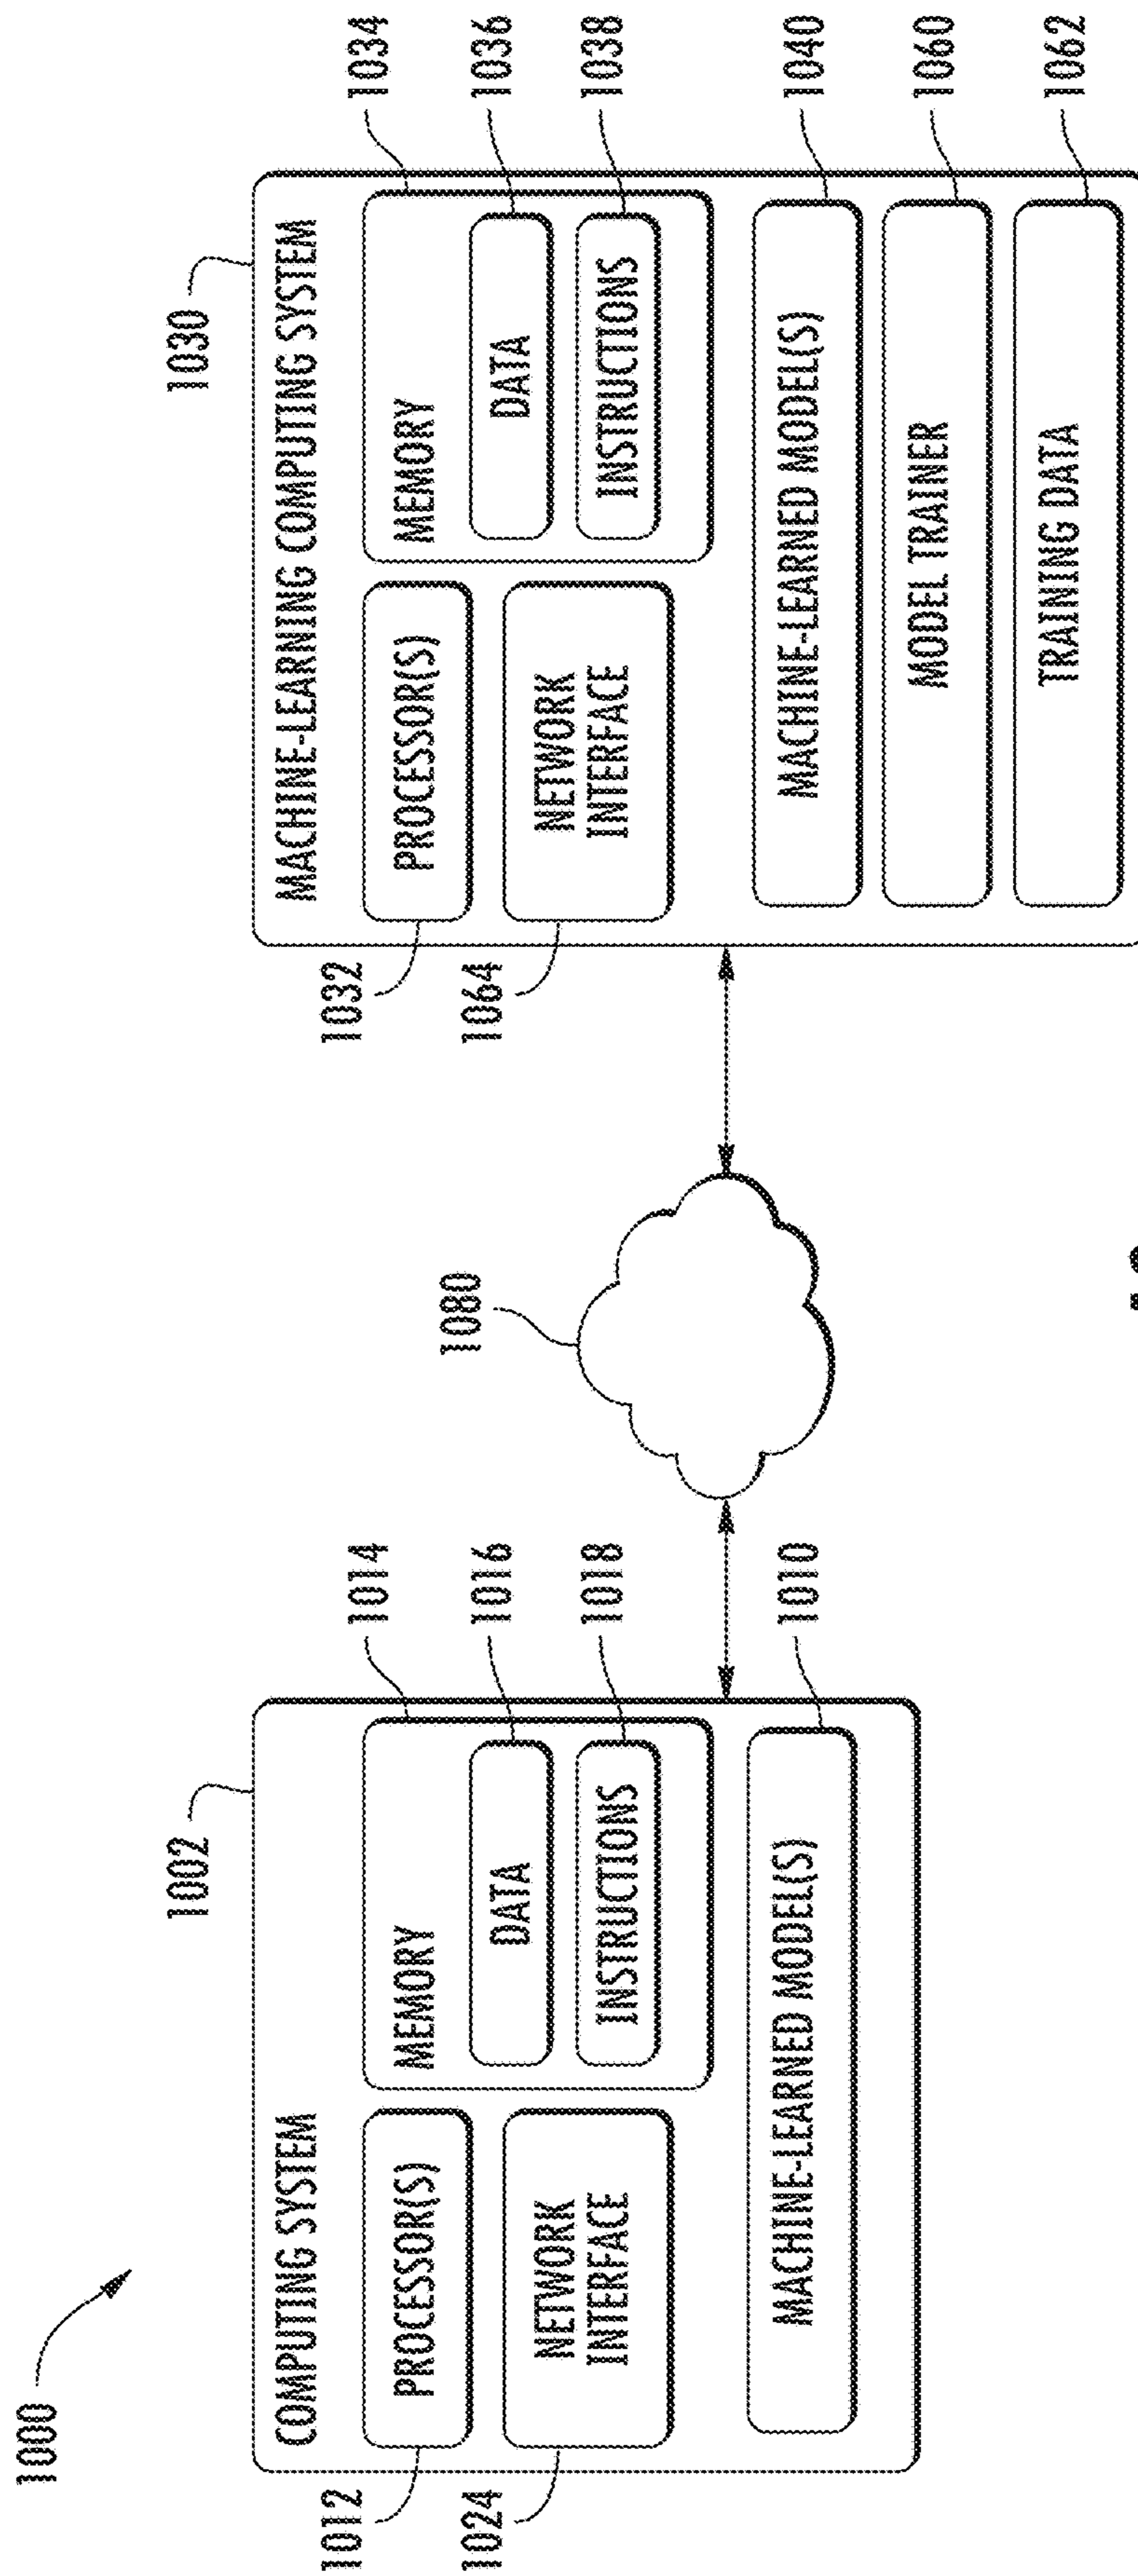 1000
1002
COMPUTING SYSTEM
1012
PROCESSOR(S)
1024
NETWORK
INTERFACE
MEMORY
1014
DATA
1016
INSTRUCTIONS
1018
MACHINE-LEARNED MODEL(S)
1010
1080
1030
MACHINE-LEARNING COMPUTING SYSTEM
1032
PROCESSOR(S)
1064
NETWORK
INTERFACE
MEMORY
1034
DATA
1036
INSTRUCTIONS
1038
MACHINE-LEARNED MODEL(S)
1040
MODEL TRAINER
1060
TRAINING DATA
1062